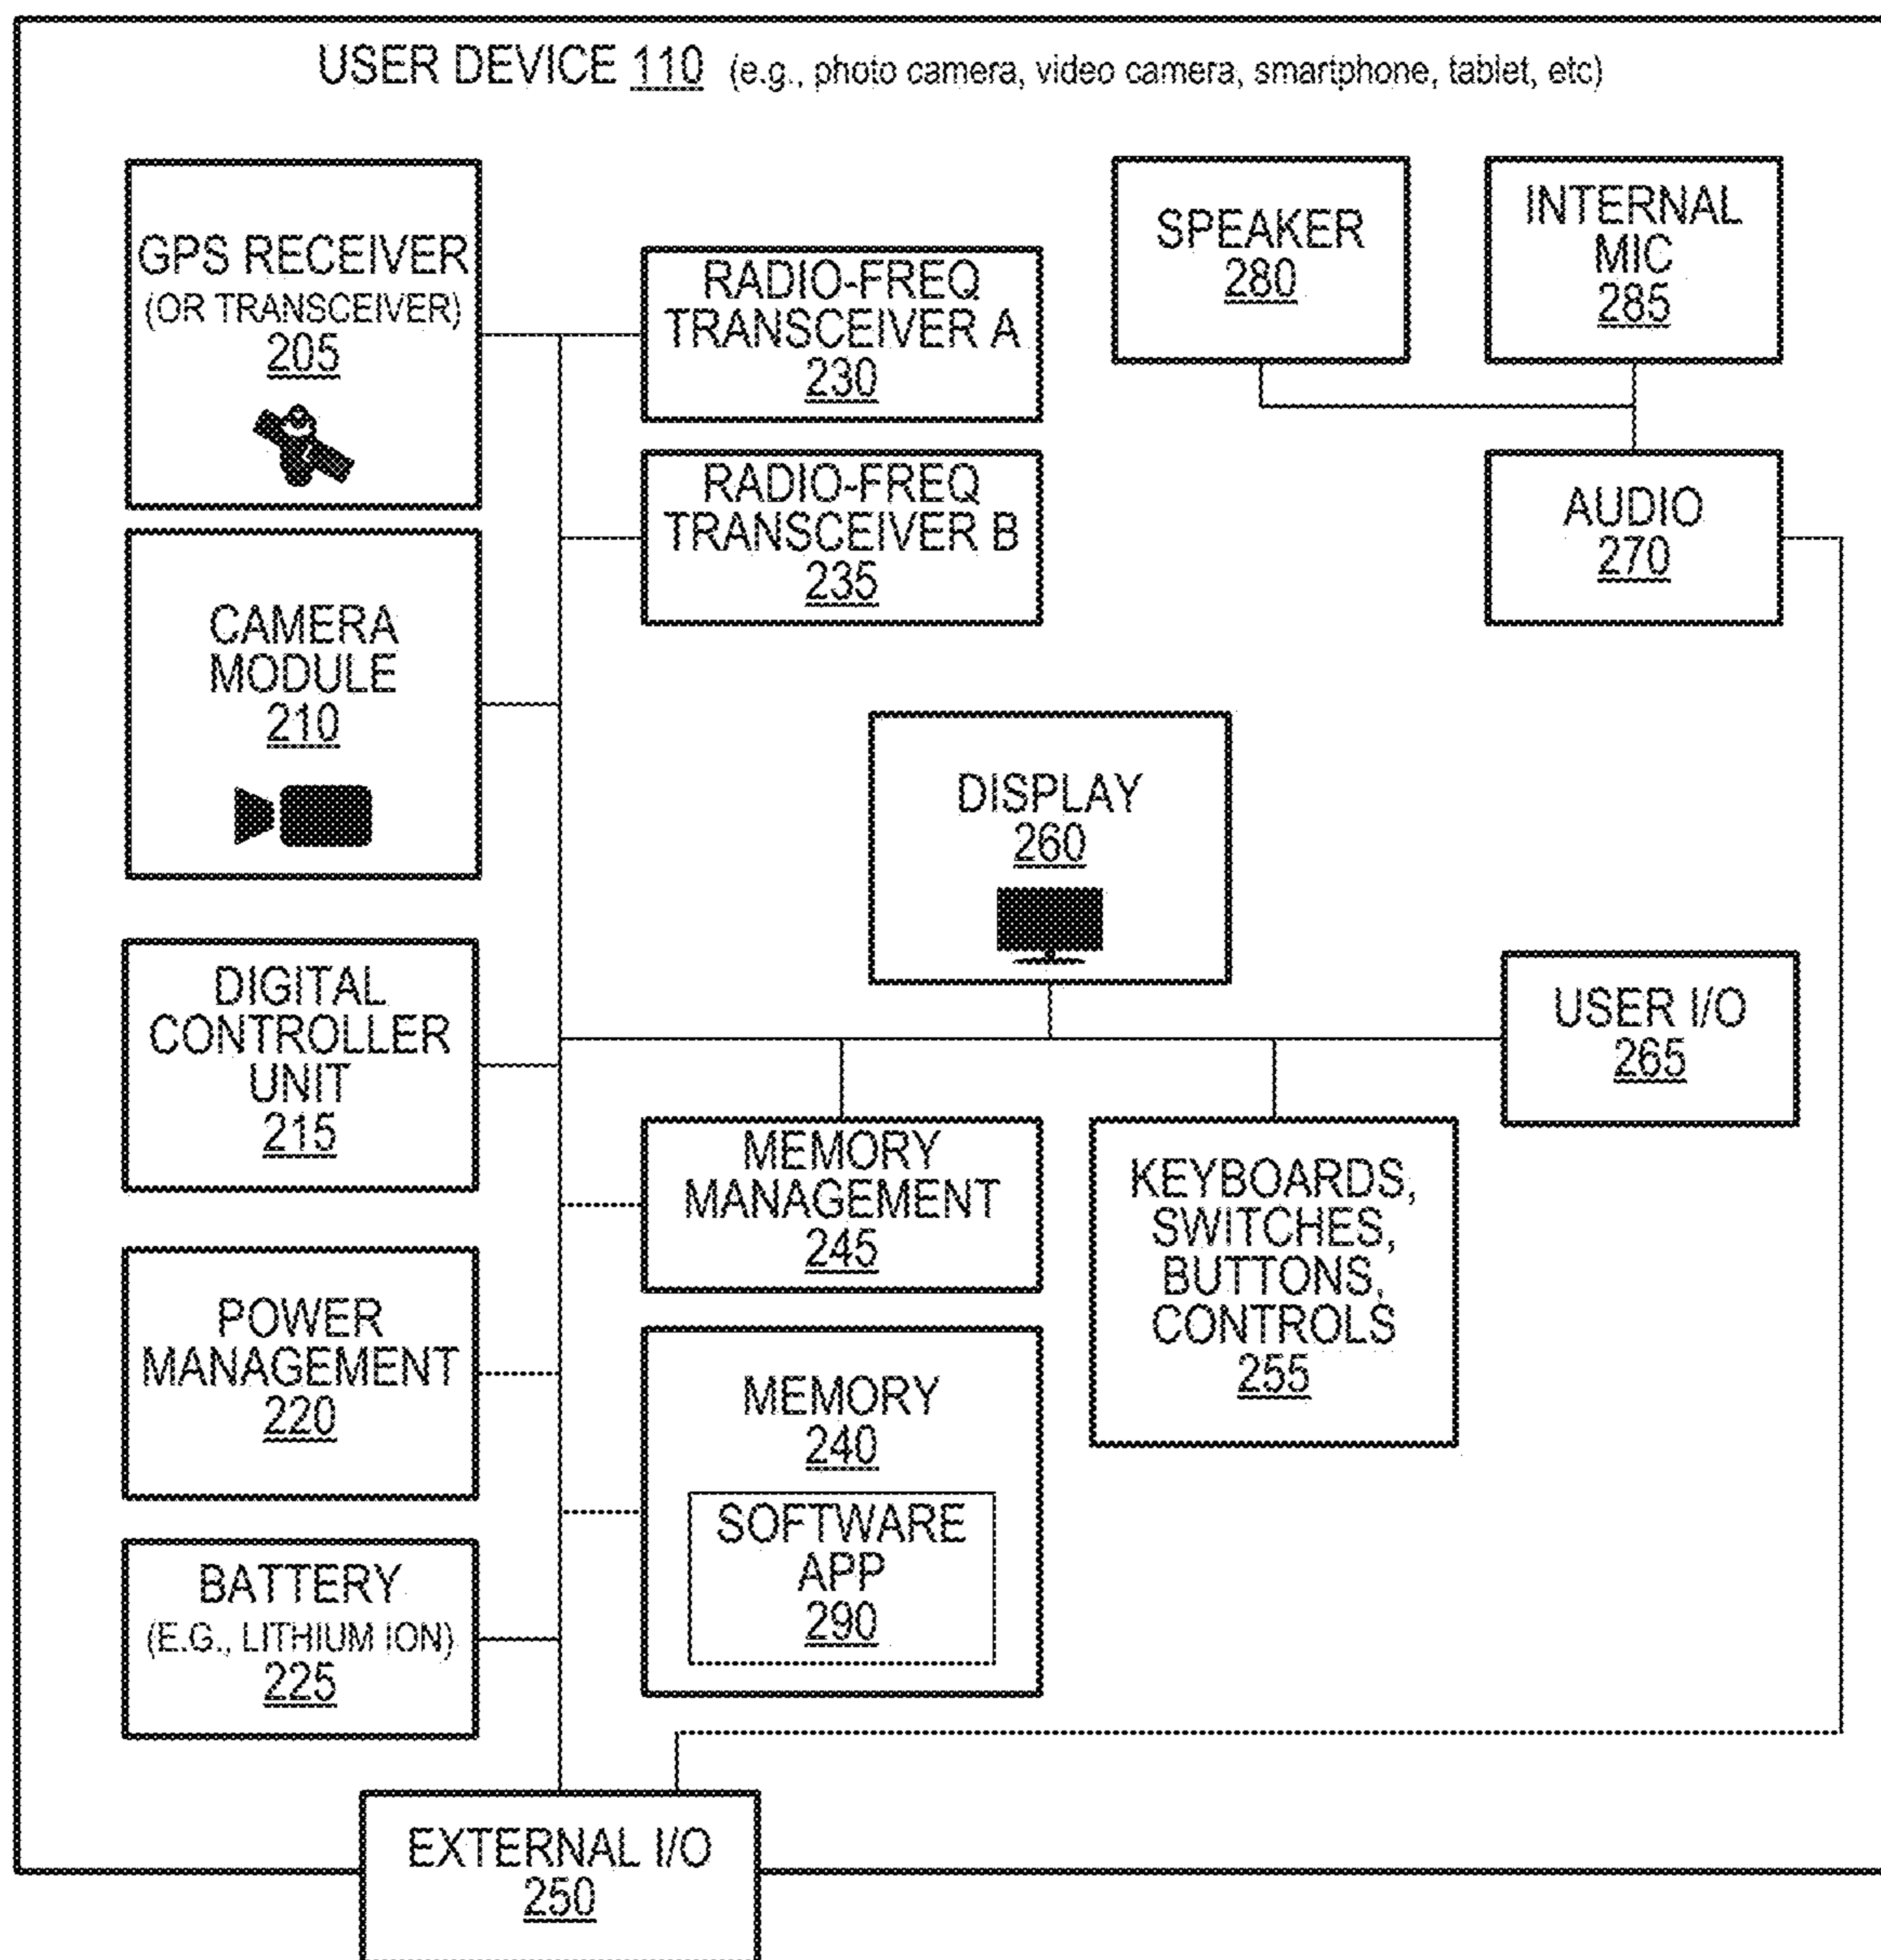 USER DEVICE 110 (e.g., photo camera, video camera, smartphone, tablet, etc)
GPS RECEIVER
(OR TRANSCEIVER)
205
RADIO-FREQ
TRANSCEIVER A
230
SPEAKER
280
INTERNAL
MIC
285
RADIO-FREQ
TRANSCEIVER B
235
AUDIO
270
CAMERA
MODULE
210
DISPLAY
260
DIGITAL
CONTROLLER
UNIT
215
USER I/O
265
MEMORY
MANAGEMENT
245
KEYBOARDS,
SWITCHES,
BUTTONS,
CONTROLS
255
POWER
MANAGEMENT
220
MEMORY
240
SOFTWARE
APP
290
BATTERY
(E.G., LITHIUM ION)
225
EXTERNAL I/O
250